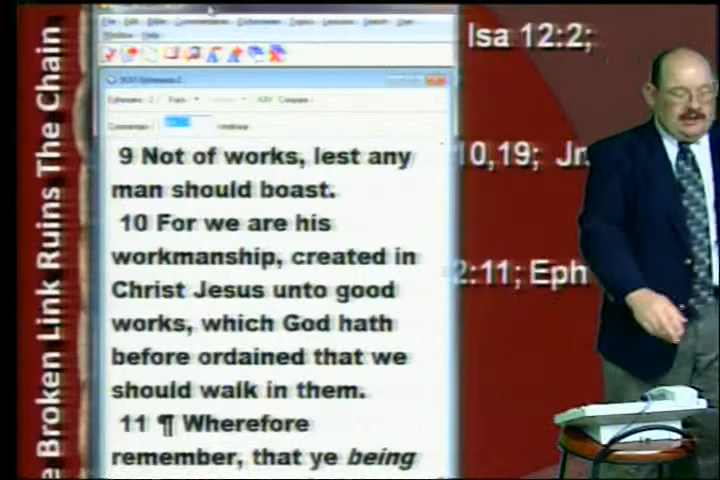 e Broken Link Ruins The Chain
Isa 12:2;
10,19; Jn
2:11; Eph
9 Not of works, lest any
man should boast.
10 For we are his
workmanship, created in
Christ Jesus unto good
works, which God hath
before ordained that we
should walk in them.
11 ¶ Wherefore
remember, that ye being